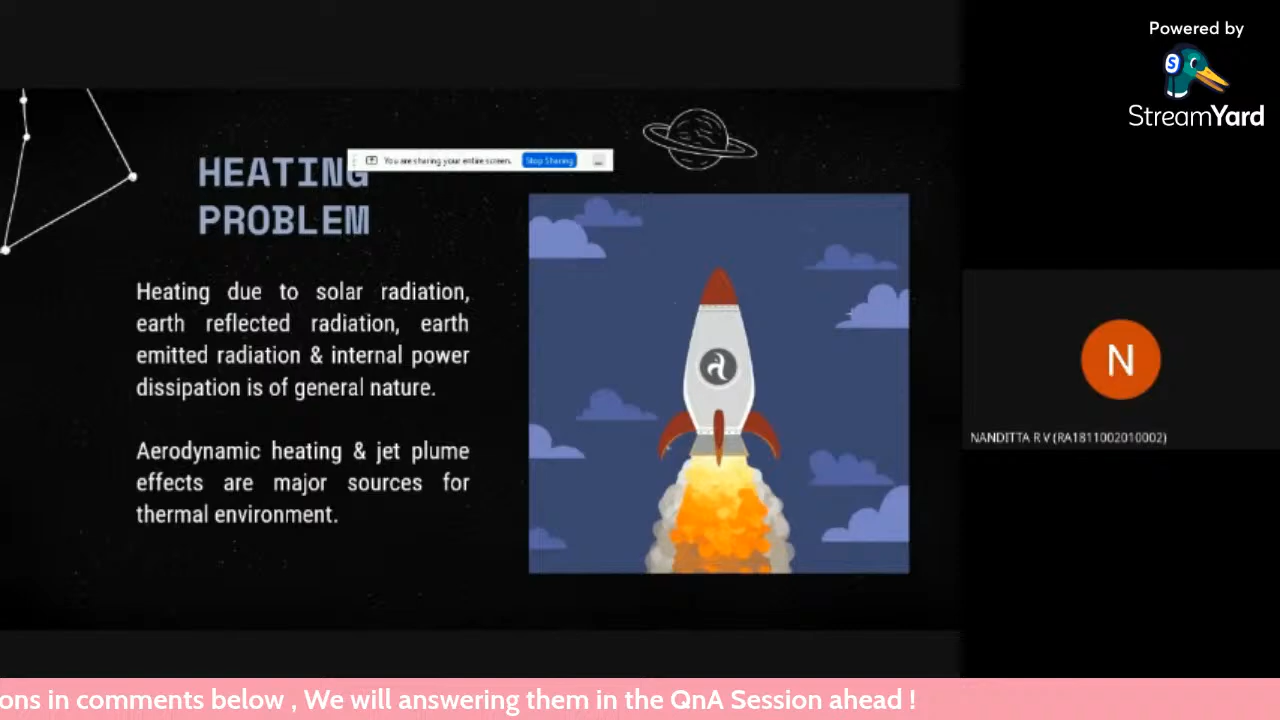 Powered by
StreamYard
You are sharing your entire screen.
Stop Sharing
HEATING
PROBLEM
Heating due to solar radiation,
earth reflected radiation, earth
emitted radiation & internal power
dissipation is of general nature.
Aerodynamic heating & jet plume
effects are major sources for
thermal environment.
N
NANDITTA R V (RA1811002010002)
ons in comments below , We will answering them in the QnA Session ahead !